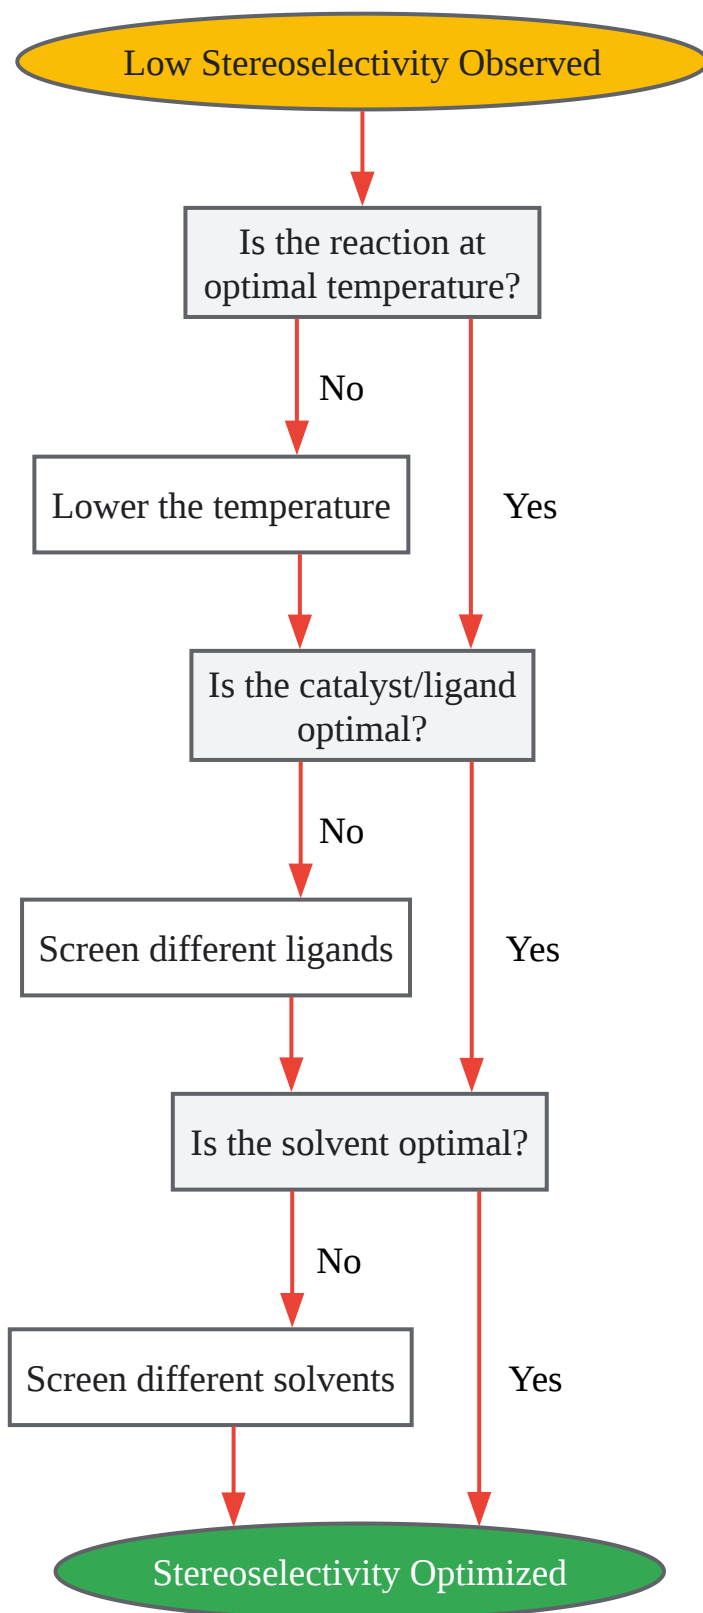 Low Stereoselectivity Observed
Is the reaction at
optimal temperature?
No
Lower the temperature
Yes
Is the catalyst/ligand
optimal?
No
Screen different ligands
Yes
Is the solvent optimal?
No
Screen different solvents
Yes
Stereoselectivity Optimized